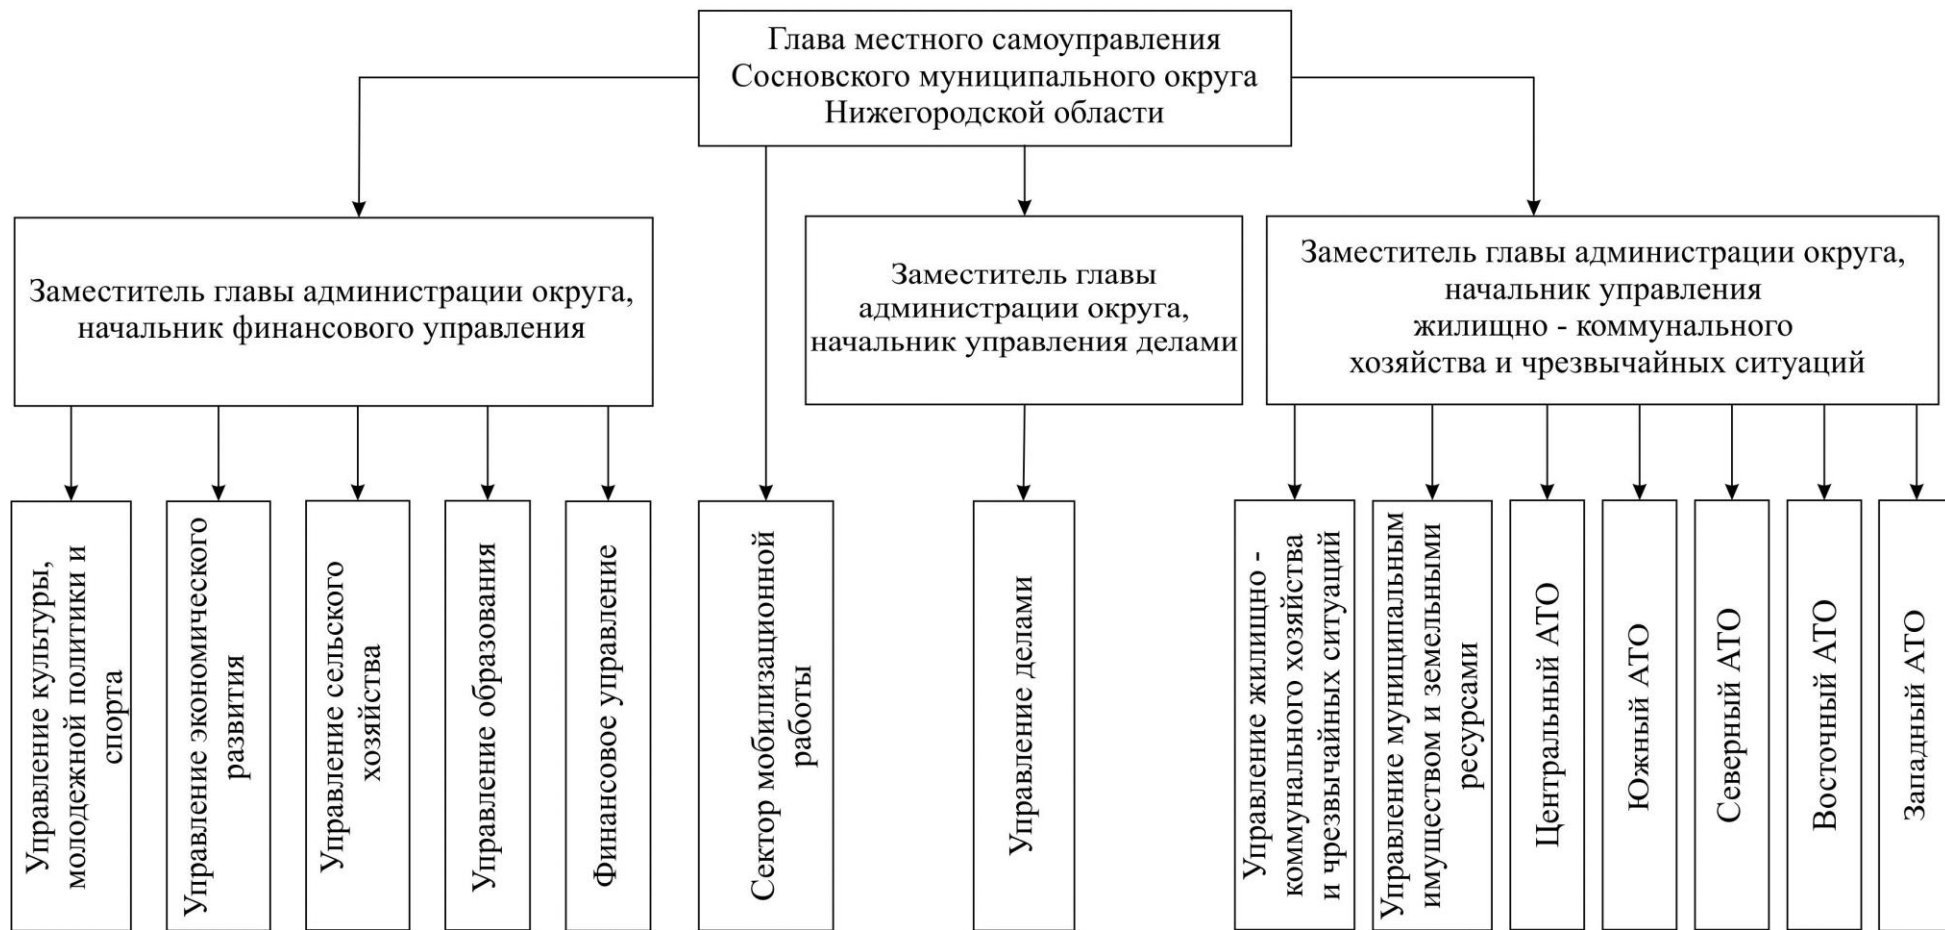 Глава местного самоуправления
Сосновского муниципального округа
Нижегородской области
Заместитель главы администрации округа,
начальник финансового управления
Заместитель главы
администрации округа,
начальник управления делами
Заместитель главы администрации округа,
начальник управления
жилищно - коммунального
хозяйства и чрезвычайных ситуаций
Управление культуры,
молодежной политики и
спорта
Управление экономического
развития
Управление сельского
хозяйства
Управление образования
Финансовое управление
Сектор мобилизационной
работы
Управление делами
Управление жилищно -
коммунального хозяйства
и чрезвычайных ситуаций
Управление муниципальным
имуществом и земельными
ресурсами
Центральный АТО
Южный АТО
Северный АТО
Восточный АТО
Западный АТО